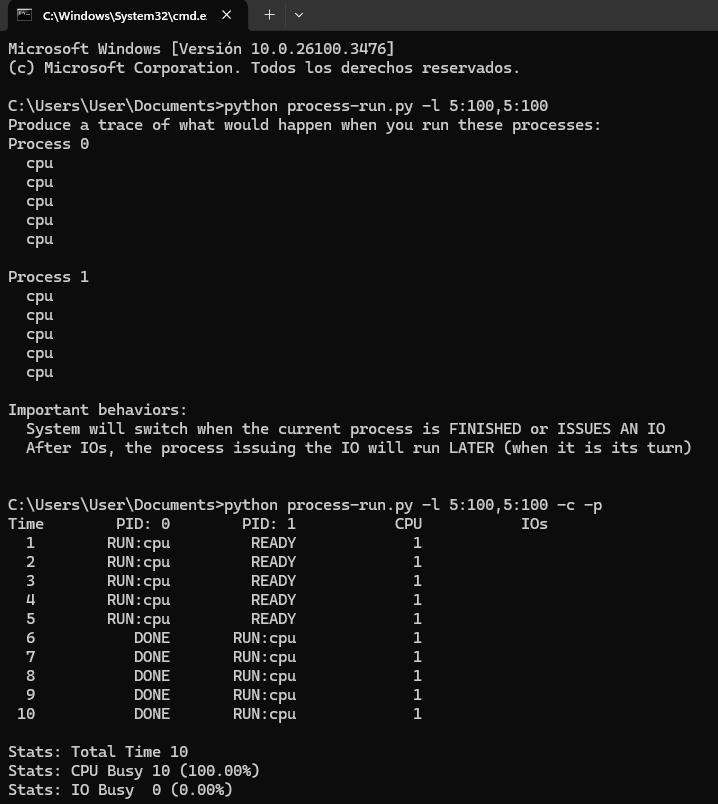 C:\Windows\System32\cmd.e
Microsoft Windows [Versión 10.0.26100.3476]
(c) Microsoft Corporation. Todos los derechos reservados.
C:\Users\User\Documents>python process-run.py -l 5:100,5:100
Produce a trace of what would happen when you run these processes:
Process 0
  cpu
  cpu
  cpu
  cpu
  cpu
Process 1
  cpu
  cpu
  cpu
  cpu
  cpu
Important behaviors:
  System will switch when the current process is FINISHED or ISSUES AN IO
  After IOs, the process issuing the IO will run LATER (when it is its turn)
C:\Users\User\Documents>python process-run.py -l 5:100,5:100 -c -p
Time        PID: 0        PID: 1           CPU           IOs
  1        RUN:cpu         READY             1
  2        RUN:cpu         READY             1
  3        RUN:cpu         READY             1
  4        RUN:cpu         READY             1
  5        RUN:cpu         READY             1
  6           DONE       RUN:cpu             1
  7           DONE       RUN:cpu             1
  8           DONE       RUN:cpu             1
  9           DONE       RUN:cpu             1
 10           DONE       RUN:cpu             1
Stats: Total Time 10
Stats: CPU Busy 10 (100.00%)
Stats: IO Busy  0 (0.00%)